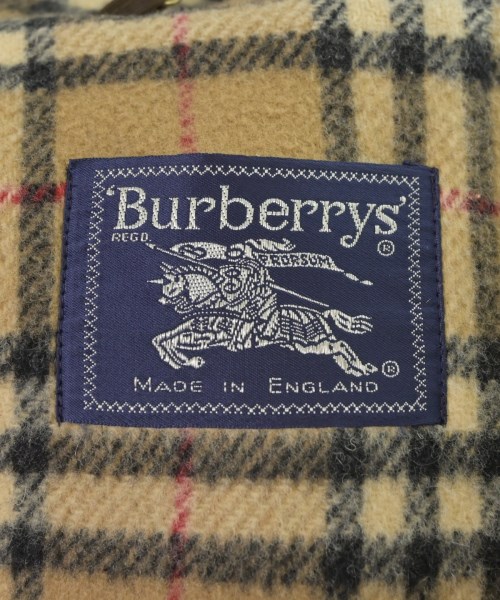 'Burberrys'
REGD.
®
PRORSUM
®
MADE IN ENGLAND